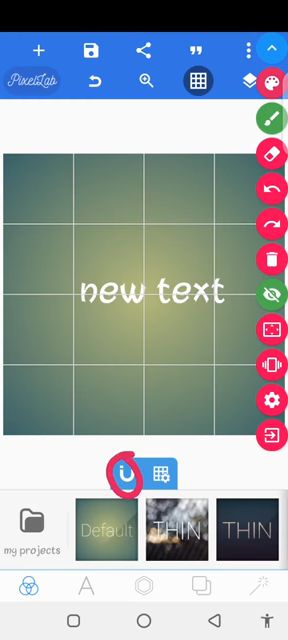 PixelLab
new text
my projects
Default
THIN
THIN